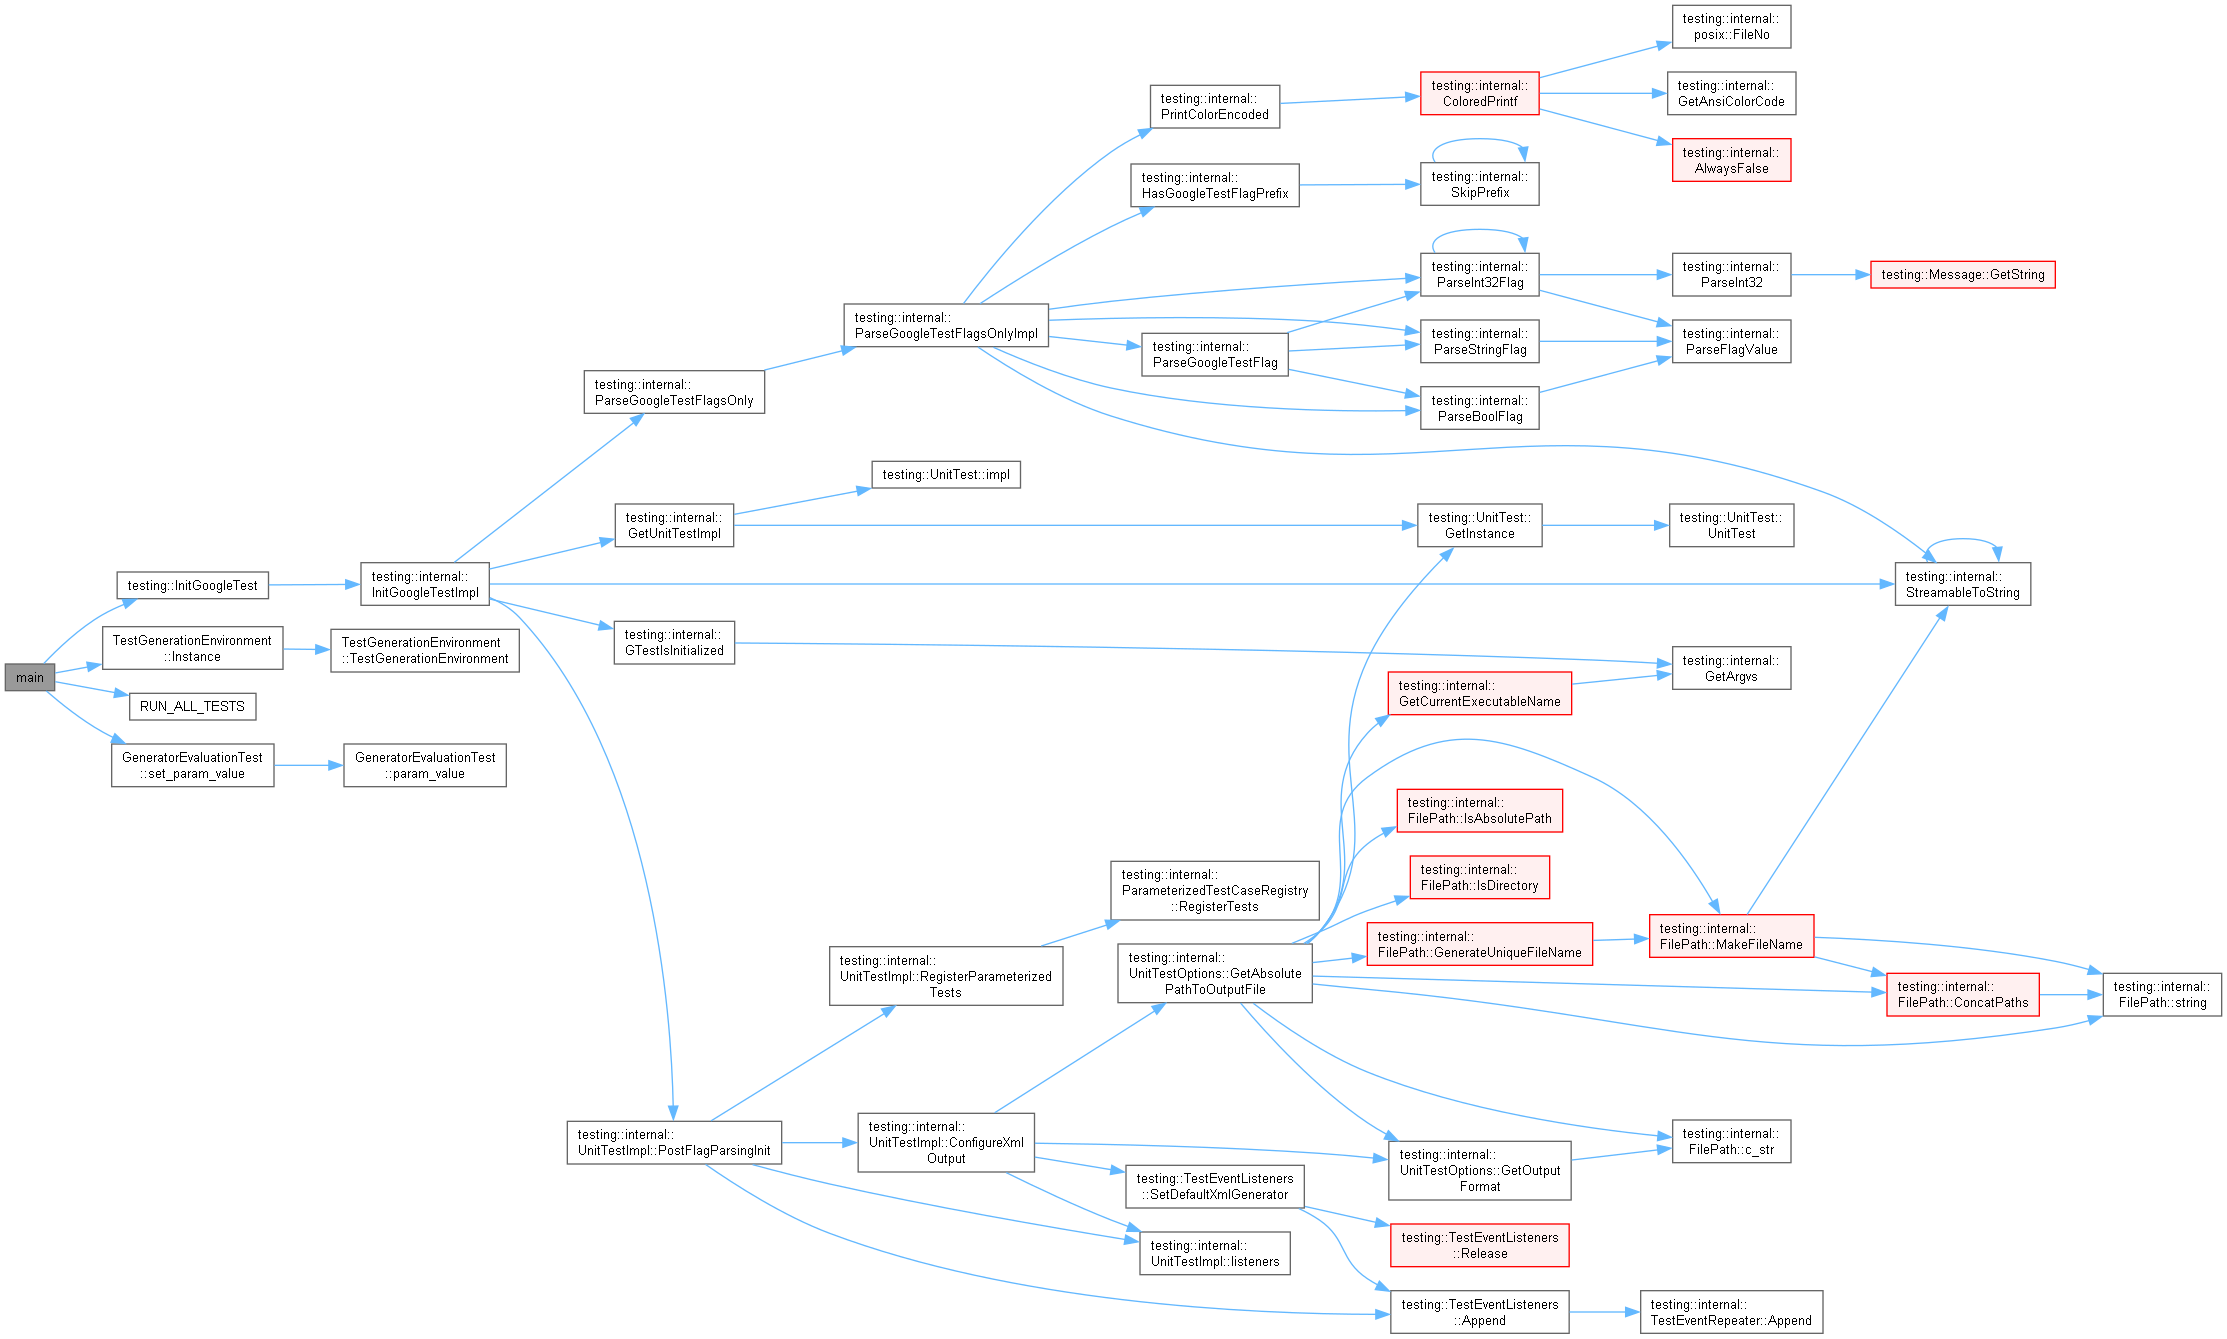 testing::internal::
posix::FileNo
testing::internal::
GetAnsiColorCode
testing::internal::
AlwaysFalse
testing::internal::
ColoredPrintf
testing::internal::
PrintColorEncoded
testing::internal::
HasGoogleTestFlagPrefix
testing::internal::
SkipPrefix
testing::internal::
ParseInt32Flag
testing::internal::
ParseInt32
testing::Message::GetString
testing::internal::
ParseGoogleTestFlagsOnlyImpl
testing::internal::
ParseGoogleTestFlag
testing::internal::
ParseStringFlag
testing::internal::
ParseFlagValue
testing::internal::
ParseBoolFlag
testing::internal::
ParseGoogleTestFlagsOnly
testing::UnitTest::impl
testing::internal::
GetUnitTestImpl
testing::UnitTest::
GetInstance
testing::UnitTest::
UnitTest
testing::InitGoogleTest
testing::internal::
InitGoogleTestImpl
testing::internal::
StreamableToString
TestGenerationEnvironment
::Instance
TestGenerationEnvironment
::TestGenerationEnvironment
testing::internal::
GTestIsInitialized
testing::internal::
GetArgvs
main
RUN_ALL_TESTS
testing::internal::
GetCurrentExecutableName
GeneratorEvaluationTest
::set_param_value
GeneratorEvaluationTest
::param_value
testing::internal::
FilePath::IsAbsolutePath
testing::internal::
FilePath::IsDirectory
testing::internal::
ParameterizedTestCaseRegistry
::RegisterTests
testing::internal::
FilePath::GenerateUniqueFileName
testing::internal::
FilePath::MakeFileName
testing::internal::
UnitTestImpl::RegisterParameterized
Tests
testing::internal::
UnitTestOptions::GetAbsolute
PathToOutputFile
testing::internal::
FilePath::ConcatPaths
testing::internal::
FilePath::string
testing::internal::
UnitTestImpl::PostFlagParsingInit
testing::internal::
UnitTestImpl::ConfigureXml
Output
testing::internal::
UnitTestOptions::GetOutput
Format
testing::internal::
FilePath::c_str
testing::TestEventListeners
::SetDefaultXmlGenerator
testing::TestEventListeners
::Release
testing::internal::
UnitTestImpl::listeners
testing::TestEventListeners
::Append
testing::internal::
TestEventRepeater::Append